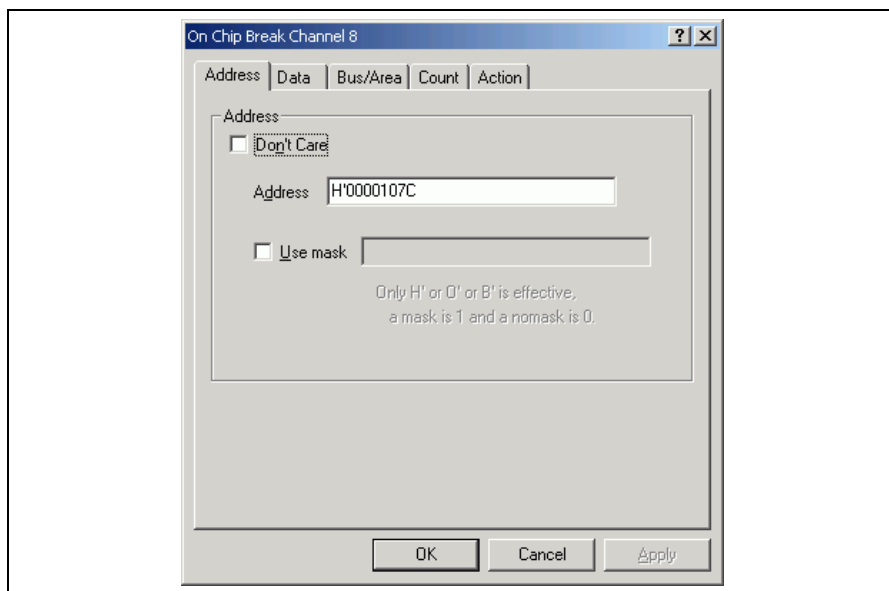 On Chip Break Channel 8
Address Data Bus/Area Count Action
Address
Don't Care
Address H'0000107C
Use mask
Only H' or O' or B' is effective,
a mask is 1 and a nomask is 0.
OK Cancel Apply